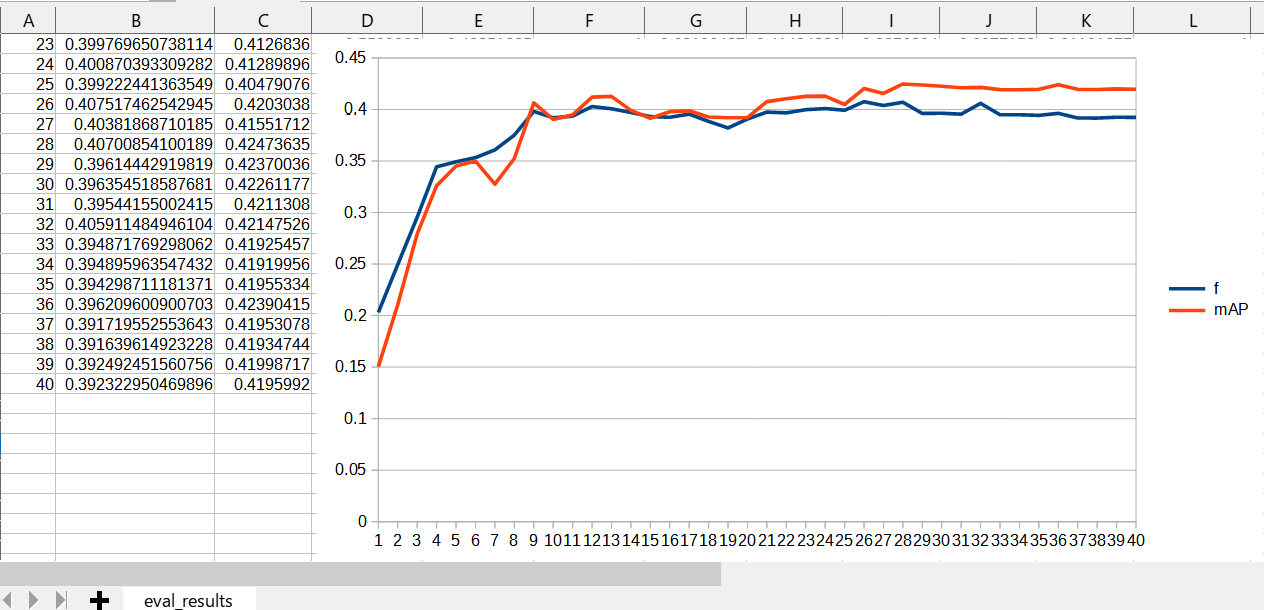 A B C D E F G H I J K L
23 0.399769650738114 0.4126836
24 0.400870393309282 0.41289896
25 0.399222441363549 0.40479076
26 0.407517462542945 0.4203038
27 0.40381868710185 0.41551712
28 0.40700854100189 0.42473635
29 0.39614442919819 0.42370036
30 0.396354518587681 0.42261177
31 0.39544155002415 0.4211308
32 0.405911484946104 0.42147526
33 0.394871769298062 0.41925457
34 0.394895963547432 0.41919956
35 0.394298711181371 0.41955334
36 0.396209600900703 0.42390415
37 0.391719552553643 0.41953078
38 0.391639614923228 0.41934744
39 0.392492451560756 0.41998717
40 0.392322950469896 0.4195992
0.45
0.4
0.35
0.3
0.25
0.2
0.15
0.1
0.05
0
1 2 3 4 5 6 7 8 9 10 11 12 13 14 15 16 17 18 19 20 21 22 23 24 25 26 27 28 29 30 31 32 33 34 35 36 37 38 39 40
f
mAP
eval_results